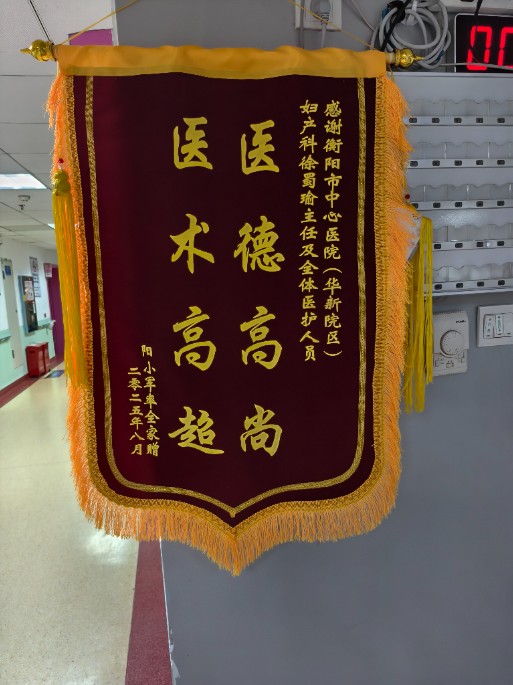 感谢衡阳市中心医院(华新院区)
妇产科徐蜀瑜主任及全体医护人员
医德高尚
医术高超
阳小军率全家赠
二零二五年八月